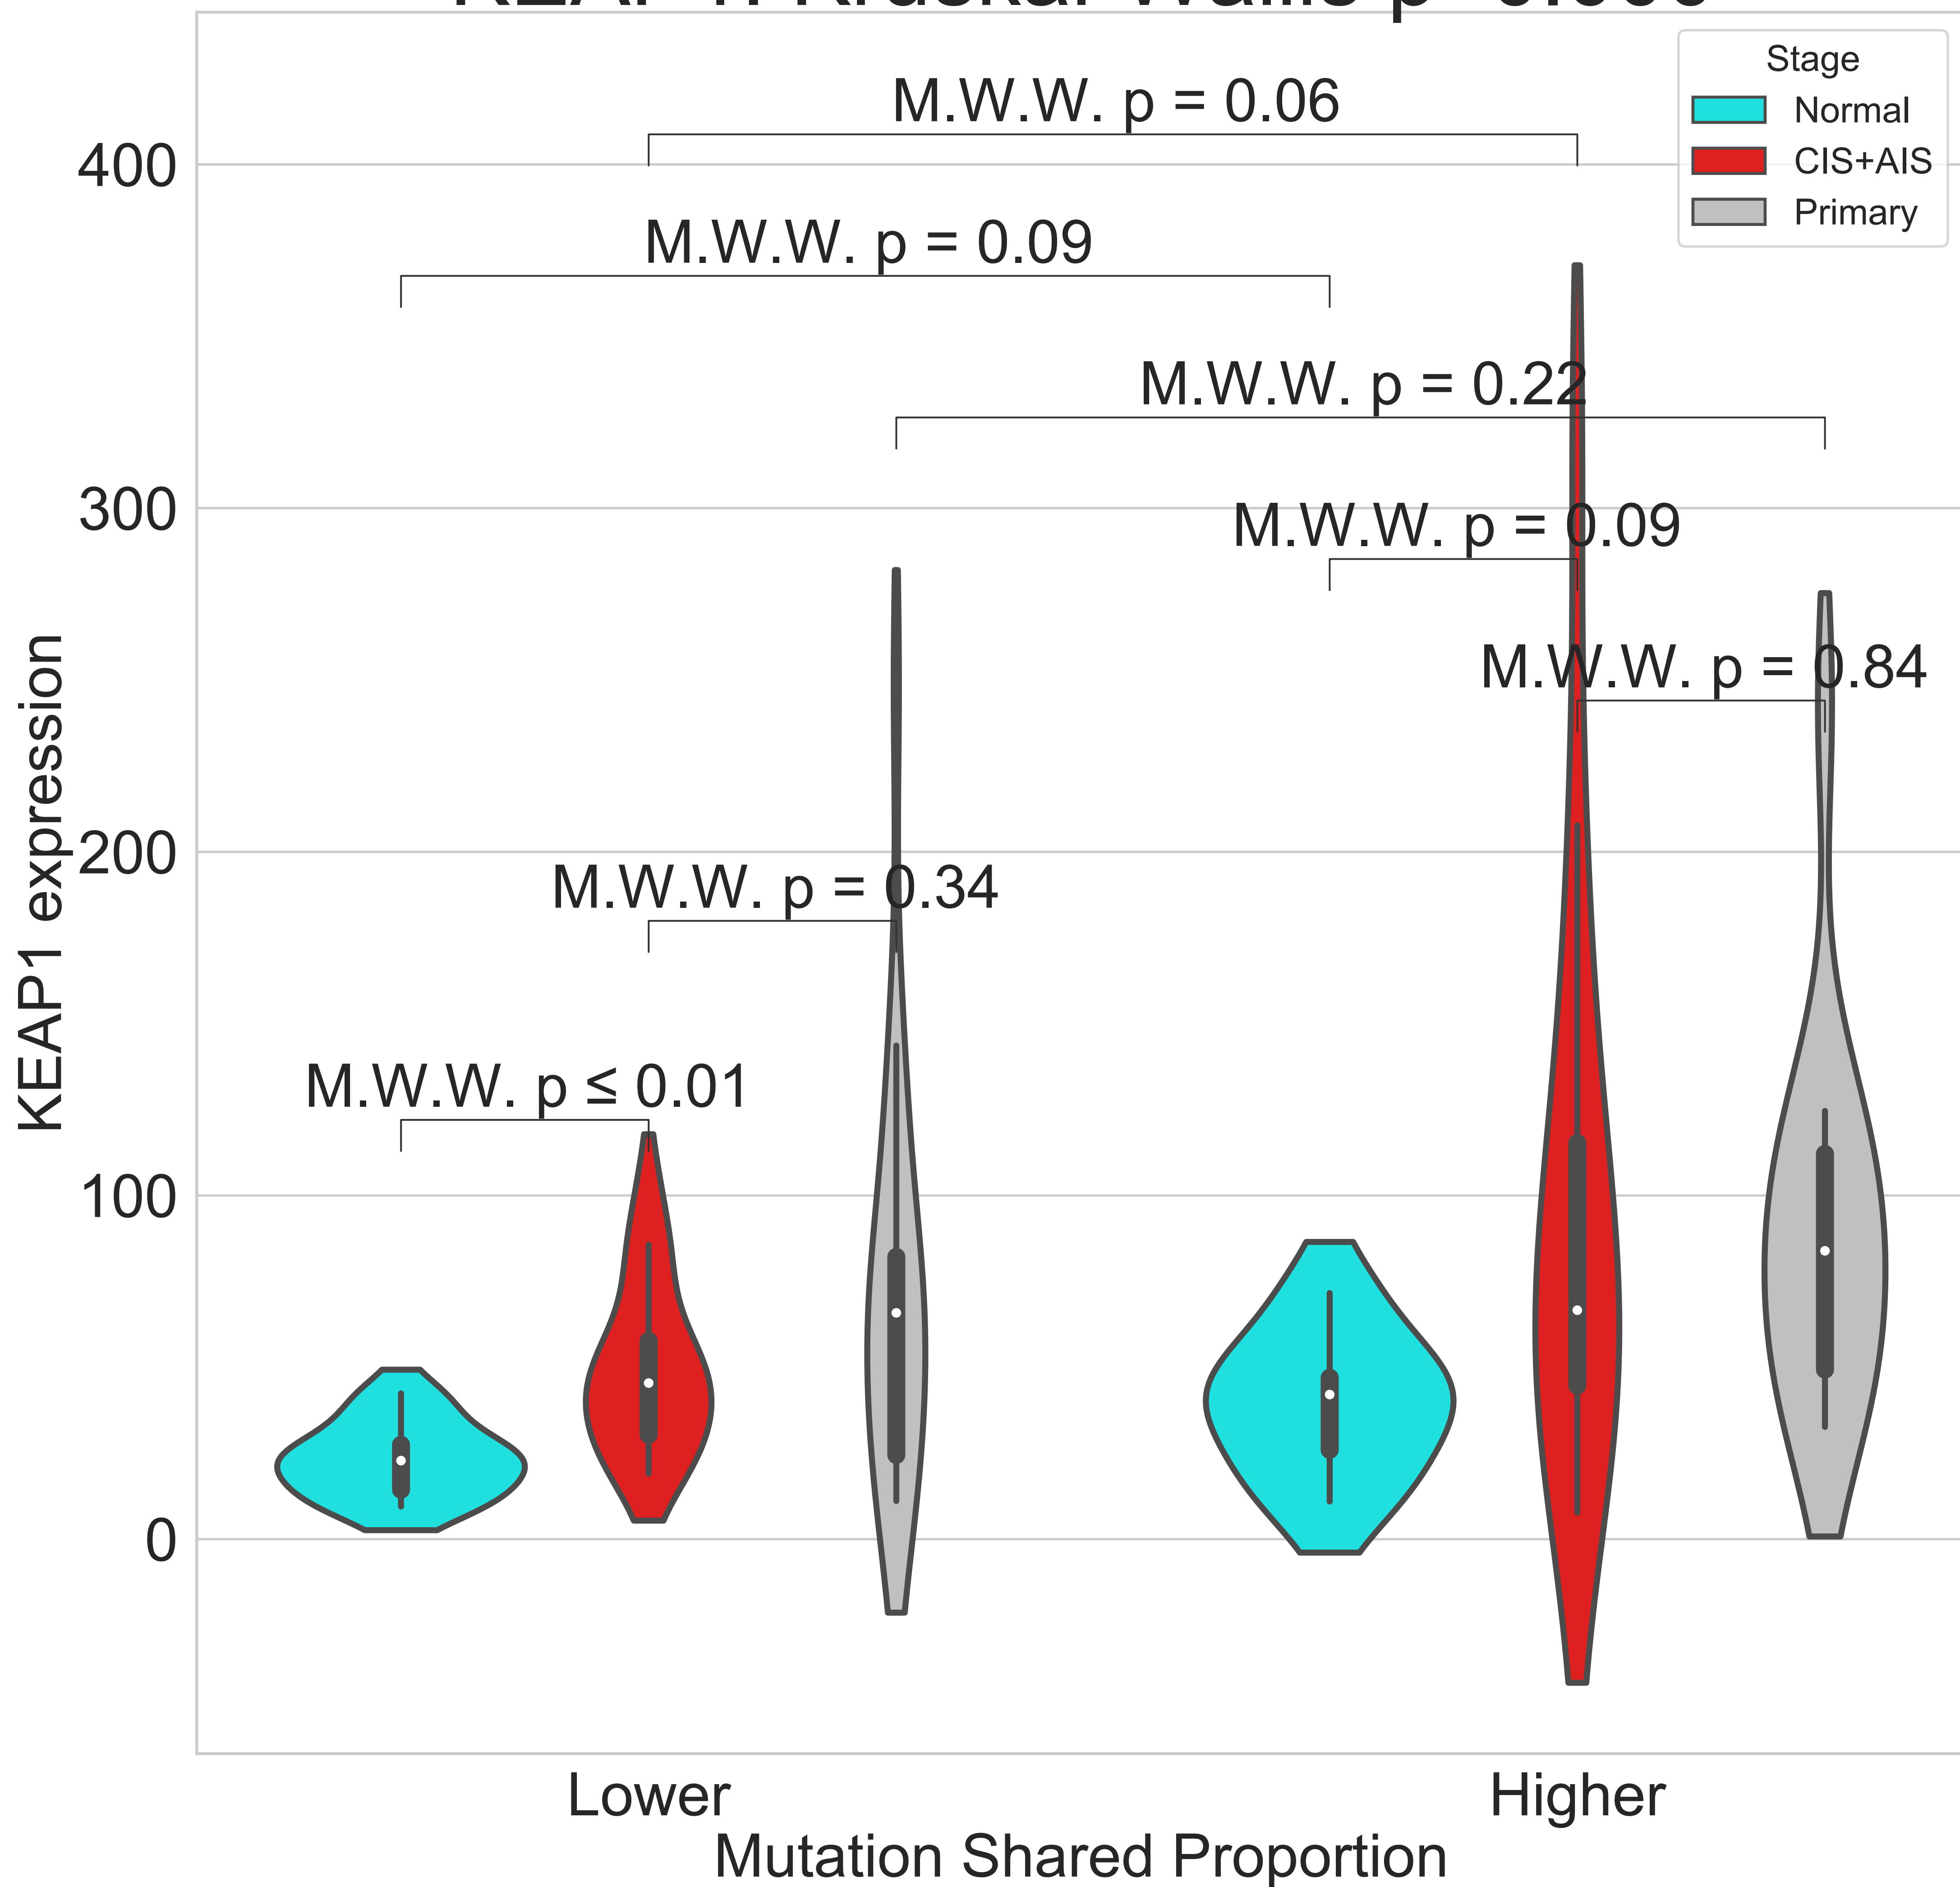 Stage
Normal
CIS+AIS
Primary
M.W.W. p = 0.06
400
M.W.W. p = 0.09
M.W.W. p = 0.22
300
M.W.W. p = 0.09
M.W.W. p = 0.84
KEAP1 expression
200
M.W.W. p = 0.34
M.W.W. p ≤ 0.01
100
0
Lower
Higher
Mutation Shared Proportion